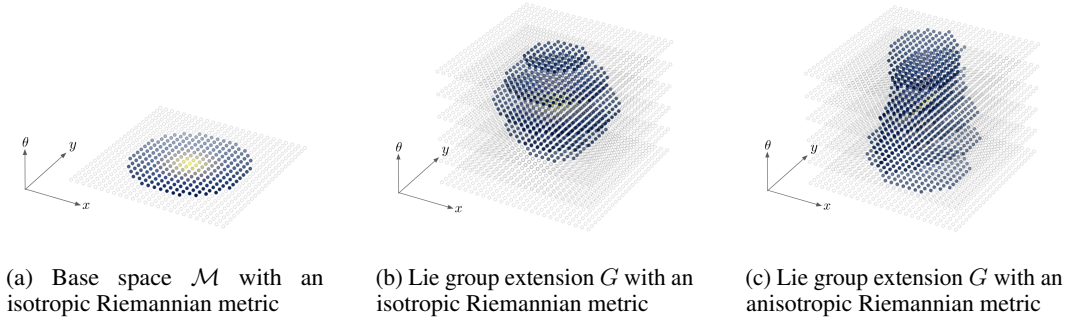 θ
y
x
θ
y
x
θ
y
x
(a) Base space M with an
isotropic Riemannian metric
(b) Lie group extension G with an
isotropic Riemannian metric
(c) Lie group extension G with an
anisotropic Riemannian metric